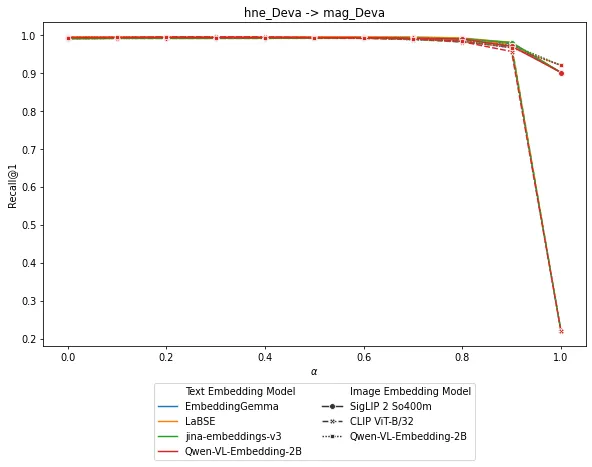 hne_Deva -> mag_Deva
1.0
0.9
0.8
0.7
0.6
0.5
0.4
0.3
0.2
Recall@1
0.0 0.2 0.4 0.6 0.8 1.0
α
Text Embedding Model
EmbeddingGemma
LaBSE
jina-embeddings-v3
Qwen-VL-Embedding-2B
Image Embedding Model
SigLIP 2 So400m
CLIP ViT-B/32
Qwen-VL-Embedding-2B